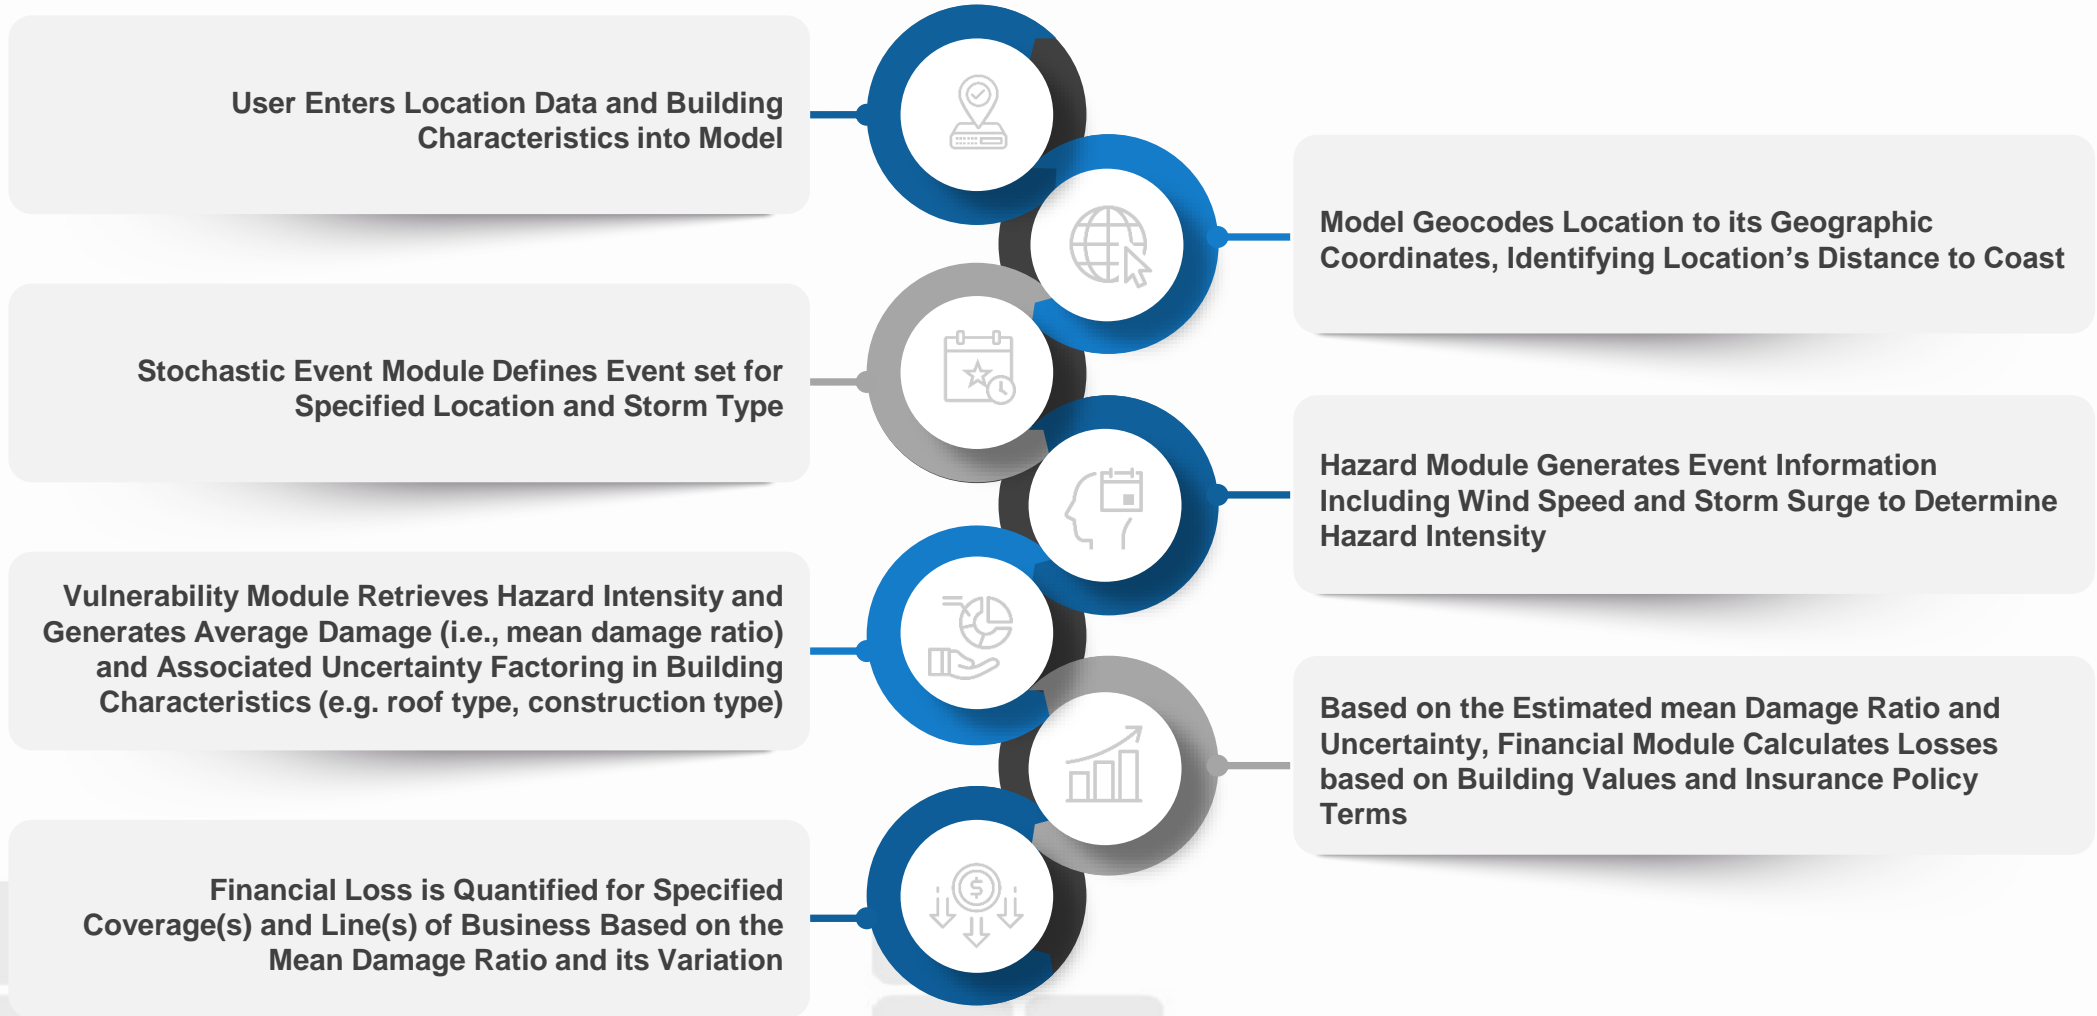 User Enters Location Data and Building
Characteristics into Model
Model Geocodes Location to its Geographic
Coordinates, Identifying Location’s Distance to Coast
Stochastic Event Module Defines Event set for
Specified Location and Storm Type
Hazard Module Generates Event Information
Including Wind Speed and Storm Surge to Determine
Hazard Intensity
Vulnerability Module Retrieves Hazard Intensity and
Generates Average Damage (i.e., mean damage ratio)
and Associated Uncertainty Factoring in Building
Characteristics (e.g. roof type, construction type)
Based on the Estimated mean Damage Ratio and
Uncertainty, Financial Module Calculates Losses
based on Building Values and Insurance Policy
Terms
Financial Loss is Quantified for Specified
Coverage(s) and Line(s) of Business Based on the
Mean Damage Ratio and its Variation